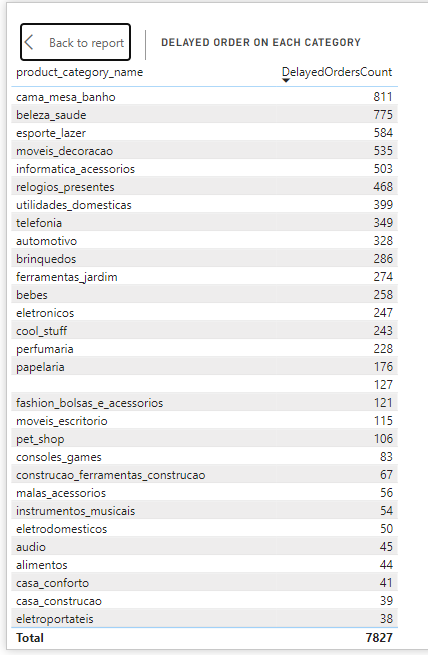 Back to report
DELAYED ORDER ON EACH CATEGORY
product_category_name DelayedOrdersCount
cama_mesa_banho 811
beleza_saude 775
esporte_lazer 584
moveis_decoracao 535
informatica_acessorios 503
relogios_presentes 468
utilidades_domesticas 399
telefonia 349
automotivo 328
brinquedos 286
ferramentas_jardim 274
bebes 258
eletronicos 247
cool_stuff 243
perfumaria 228
papelaria 176
127
fashion_bolsas_e_acessorios 121
moveis_escritorio 115
pet_shop 106
consoles_games 83
construcao_ferramentas_construcao 67
malas_acessorios 56
instrumentos_musicais 54
eletrodomesticos 50
audio 45
alimentos 44
casa_conforto 41
casa_construcao 39
eletroportateis 38
Total 7827